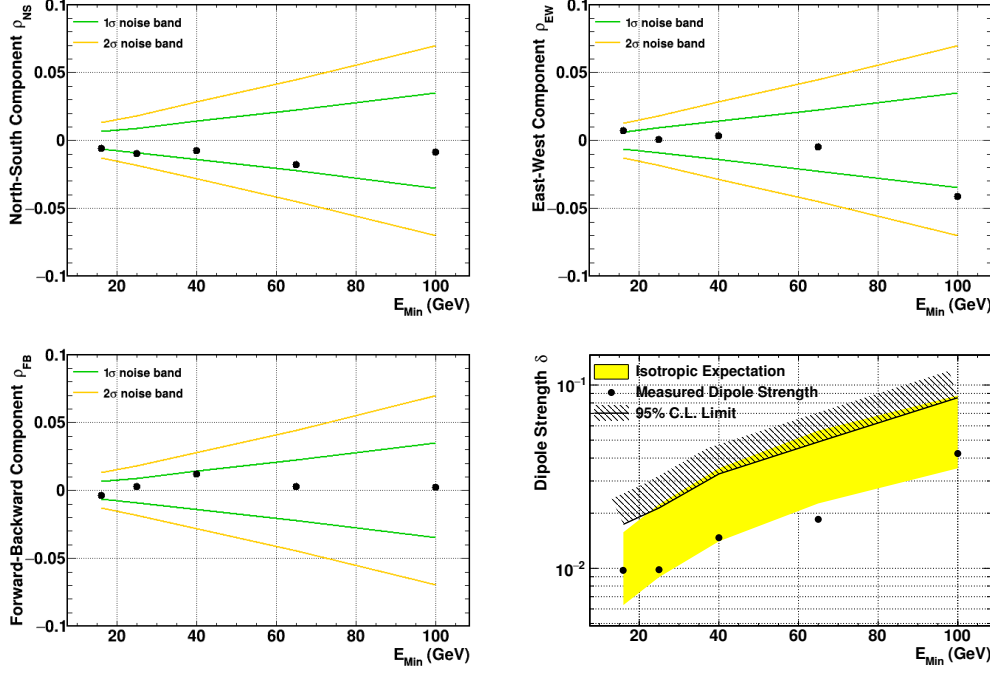 0.1
0.05
0
−0.05
−0.1
North-South Component ρNS
1σ noise band
2σ noise band
20 40 60 80 100
EMin (GeV)
0.1
0.05
0
−0.05
−0.1
East-West Component ρEW
1σ noise band
2σ noise band
20 40 60 80 100
EMin (GeV)
0.1
0.05
0
−0.05
−0.1
Forward-Backward Component ρFB
1σ noise band
2σ noise band
20 40 60 80 100
EMin (GeV)
10−1
10−2
Dipole Strength δ
Isotropic Expectation
Measured Dipole Strength
95% C.L. Limit
20 40 60 80 100
EMin (GeV)